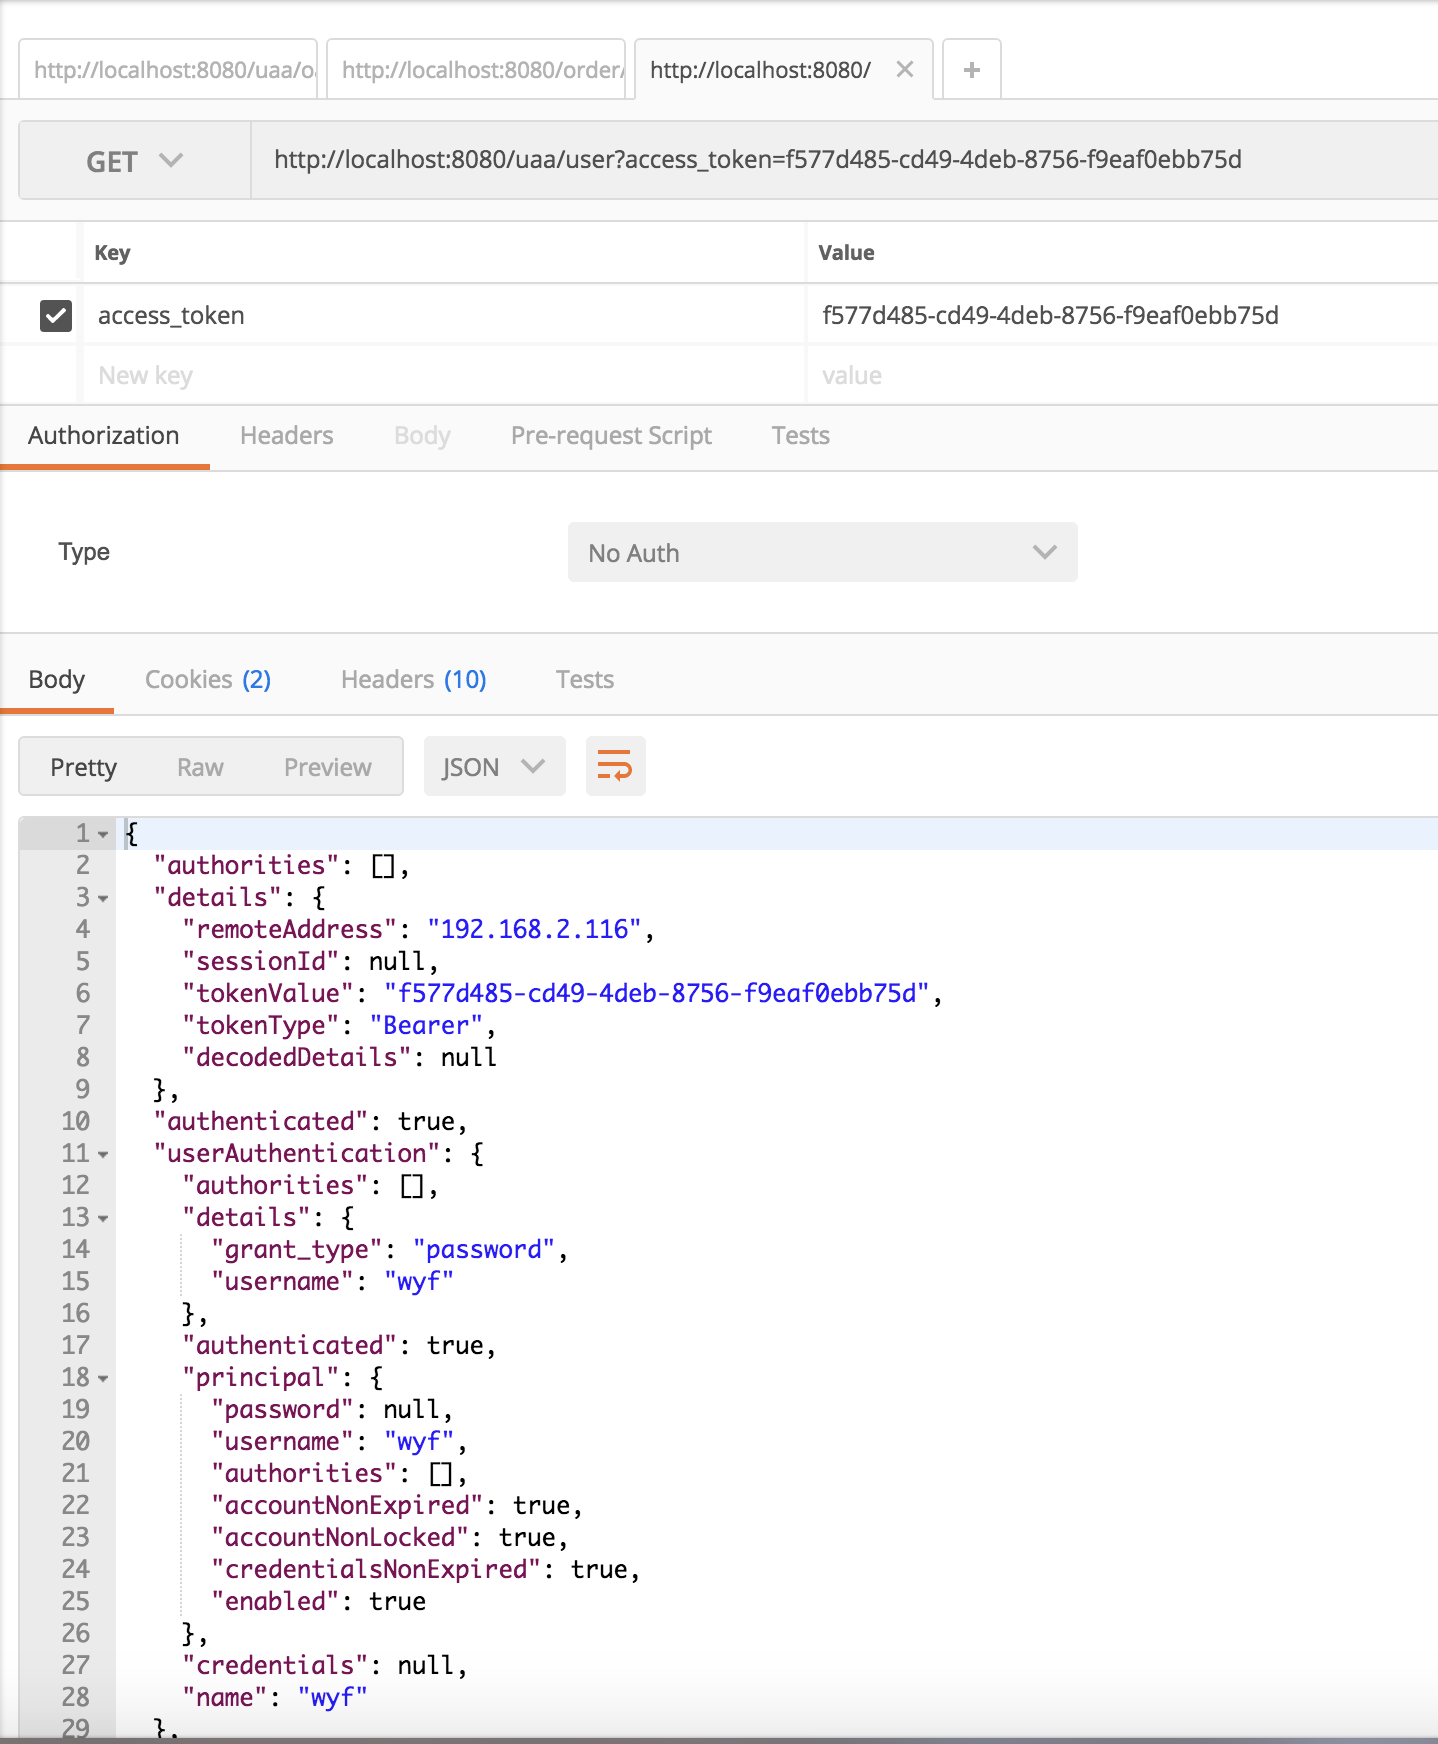 http://localhost:8080/uaa/o
http://localhost:8080/order/
http://localhost:8080/
GET
http://localhost:8080/uaa/user?access_token=f577d485-cd49-4deb-8756-f9eaf0ebb75d
Key Value
access_token f577d485-cd49-4deb-8756-f9eaf0ebb75d
New key value
Authorization Headers Body Pre-request Script Tests
Type No Auth
Body Cookies (2) Headers (10) Tests
Pretty Raw Preview JSON
1 {
2 "authorities": [],
3 "details": {
4 "remoteAddress": "192.168.2.116",
5 "sessionId": null,
6 "tokenValue": "f577d485-cd49-4deb-8756-f9eaf0ebb75d",
7 "tokenType": "Bearer",
8 "decodedDetails": null
9 },
10 "authenticated": true,
11 "userAuthentication": {
12 "authorities": [],
13 "details": {
14 "grant_type": "password",
15 "username": "wyf"
16 },
17 "authenticated": true,
18 "principal": {
19 "password": null,
20 "username": "wyf",
21 "authorities": [],
22 "accountNonExpired": true,
23 "accountNonLocked": true,
24 "credentialsNonExpired": true,
25 "enabled": true
26 },
27 "credentials": null,
28 "name": "wyf"
29 },